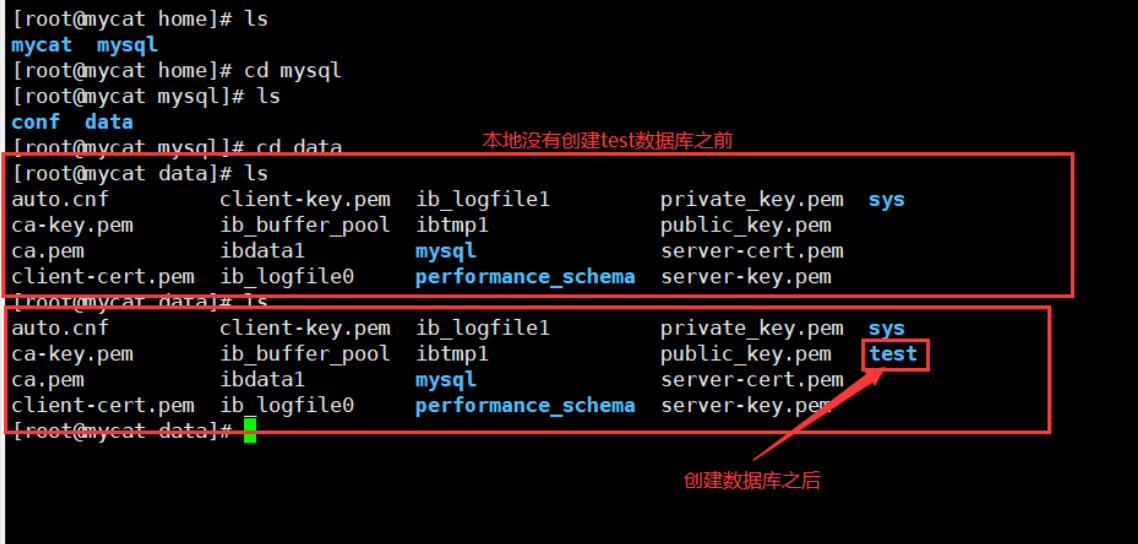 [root@mycat home]# ls
mycat  mysql
[root@mycat home]# cd mysql
[root@mycat mysql]# ls
conf  data
[root@mycat mysql]# cd data
本地没有创建test数据库之前
[root@mycat data]# ls
auto.cnf         client-key.pem  ib_logfile1         private_key.pem  sys
ca-key.pem       ib_buffer_pool  ibtmp1              public_key.pem
ca.pem           ibdata1         mysql               server-cert.pem
client-cert.pem  ib_logfile0     performance_schema  server-key.pem
[root@mycat data]# ls
auto.cnf         client-key.pem  ib_logfile1         private_key.pem  sys
ca-key.pem       ib_buffer_pool  ibtmp1              public_key.pem   test
ca.pem           ibdata1         mysql               server-cert.pem
client-cert.pem  ib_logfile0     performance_schema  server-key.pem
[root@mycat data]#
创建数据库之后